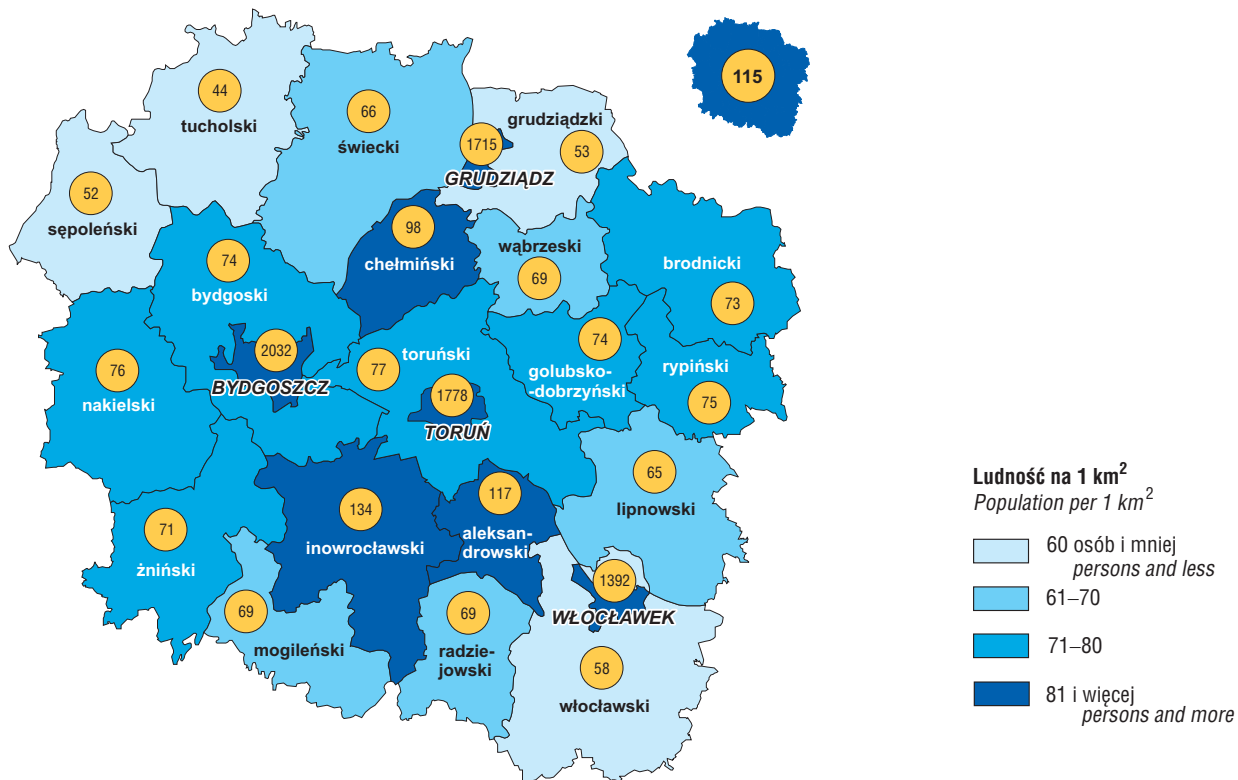 44
tucholski
66
świecki
115
grudziądzki
1715
53
GRUDZIĄDZ
52
sępoleński
98
chełmiński
wąbrzeski
69
brodnicki
73
74
bydgoski
2032
BYDGOSZCZ
76
nakielski
77
toruński
1778
TORUŃ
74
golubsko-
-dobrzyński
rypiński
75
65
lipnowski
134
inowrocławski
117
aleksan-
drowski
71
żniński
69
mogileński
69
radzie-
jowski
1392
WŁOCŁAWEK
58
włocławski
Ludność na 1 km²
Population per 1 km²
60 osób i mniej
persons and less
61–70
71–80
81 i więcej
persons and more